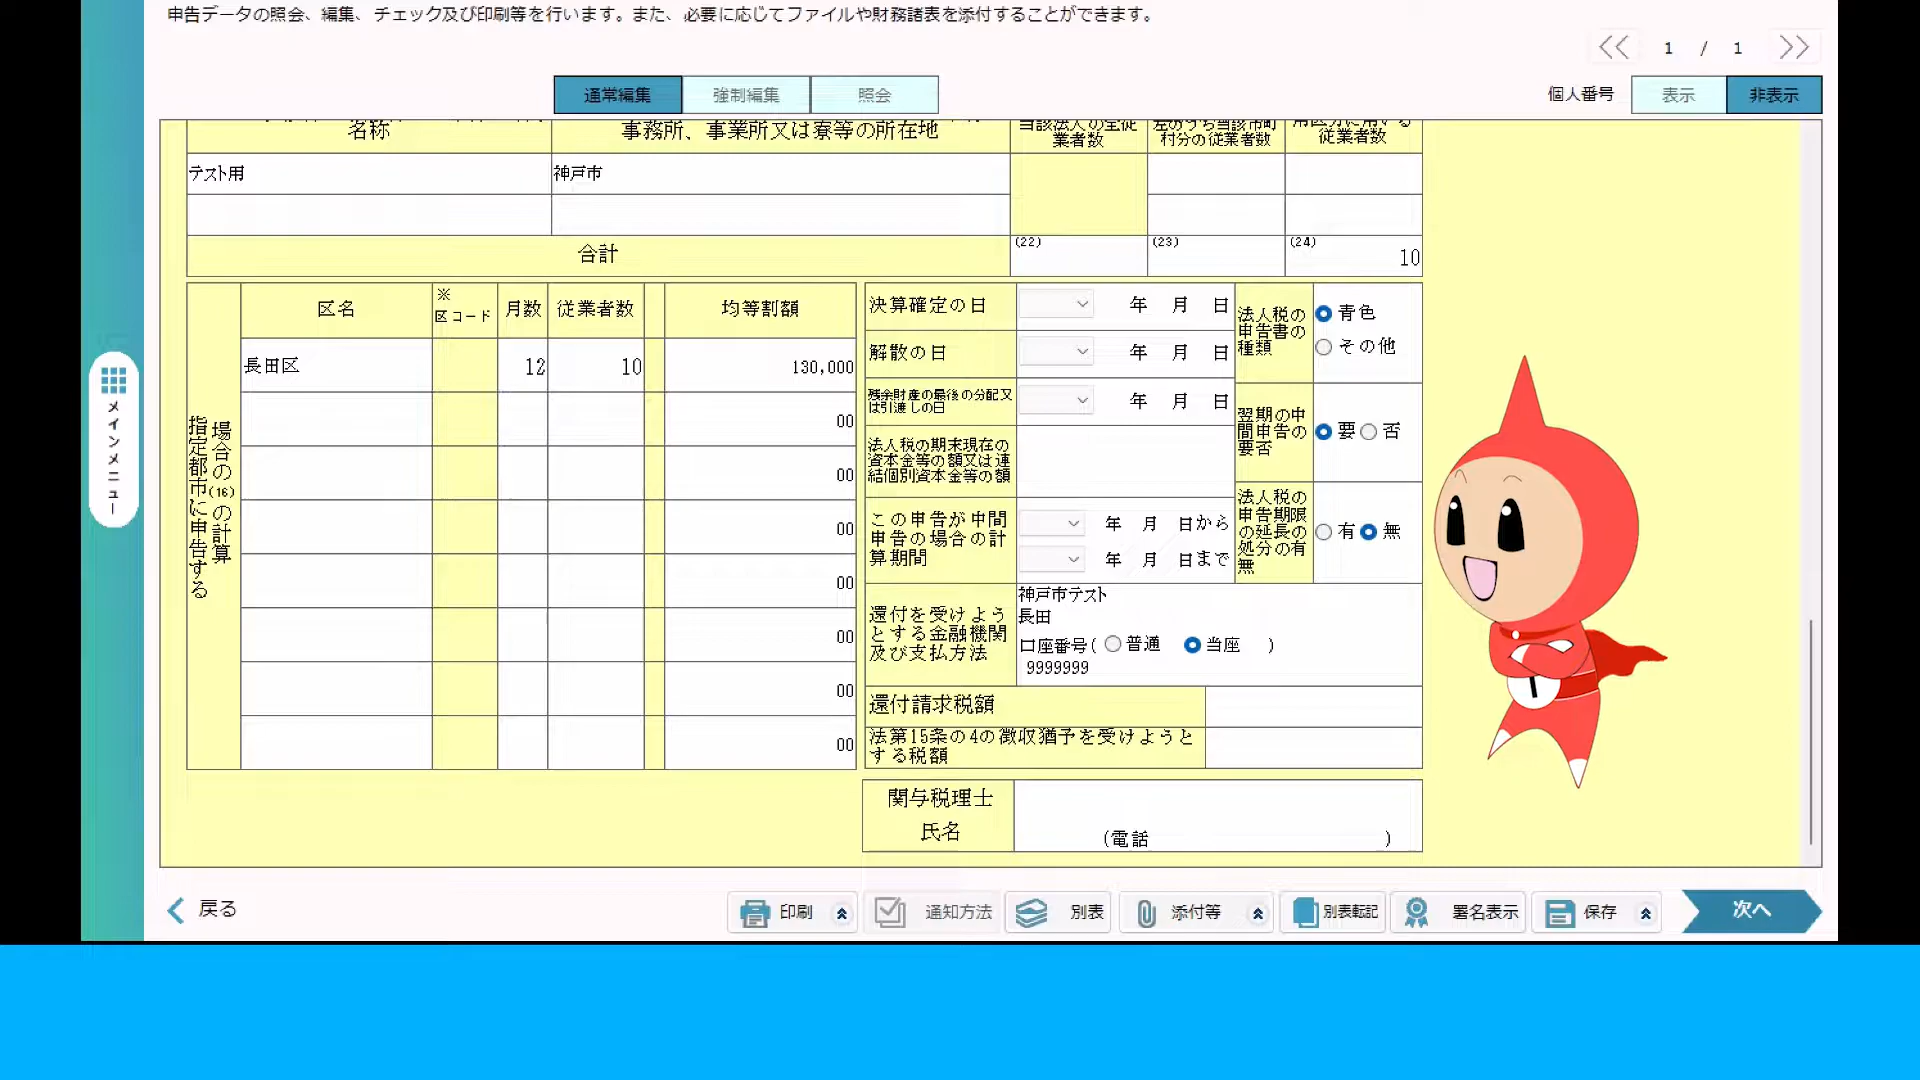 申告データの照会、編集、チェック及び印刷等を行います。また、必要に応じてファイルや財務諸表を添付することができます。
1 / 1
通常編集 強制編集 照会
個人番号 表示 非表示
名称 事務所、事業所又は寮等の所在地
業者数
村分の従業者数
従業者数
テスト用 神戸市
合計 (22) (23) (24) 10
メインメニュー
指定都市に申告する場合の(16)の計算
区名 ※区コード 月数 従業者数 均等割額
長田区 12 10 130,000
00
00
00
00
00
00
00
決算確定の日 年 月 日
解散の日 年 月 日
残余財産の最後の分配又は引渡しの日 年 月 日
法人税の期末現在の資本金等の額又は連結個別資本金等の額
この申告が中間申告の場合の計算期間
年 月 日から
年 月 日まで
法人税の申告書の種類 青色 その他
翌期の中間申告の要否 要 否
法人税の申告期限の延長の処分の有無 有 無
還付を受けようとする金融機関及び支払方法
神戸市テスト
長田
口座番号( 普通 当座 )
9999999
還付請求税額
法第15条の4の徴収猶予を受けようとする税額
関与税理士氏名
(電話 )
戻る
印刷 通知方法 別表 添付等 別表転記 署名表示 保存 次へ